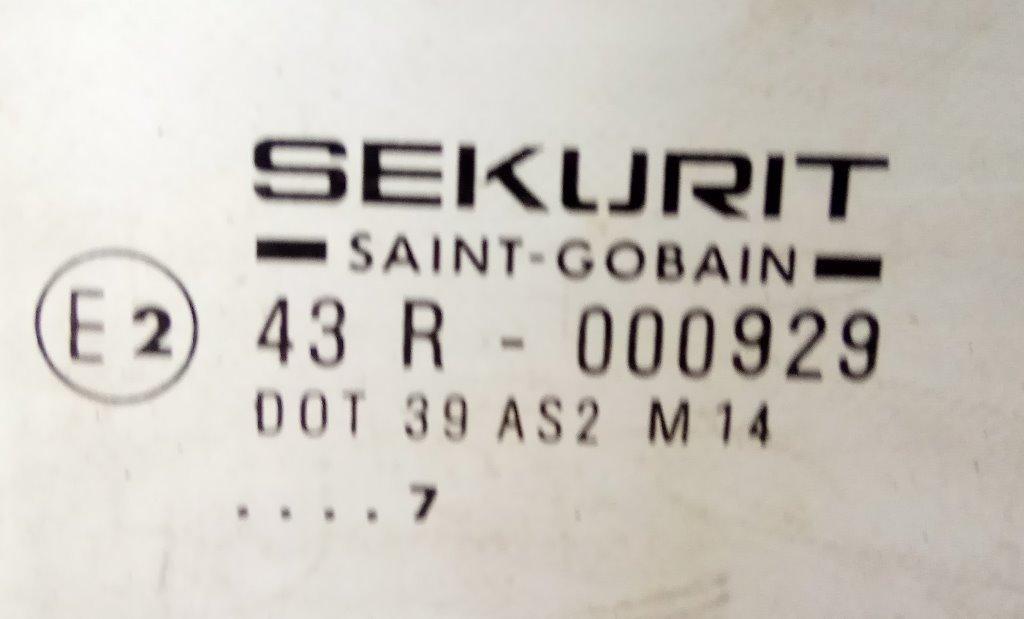 SEKURIT
SAINT-GOBAIN
E2 43 R - 000929
DOT 39 AS2 M14
....7